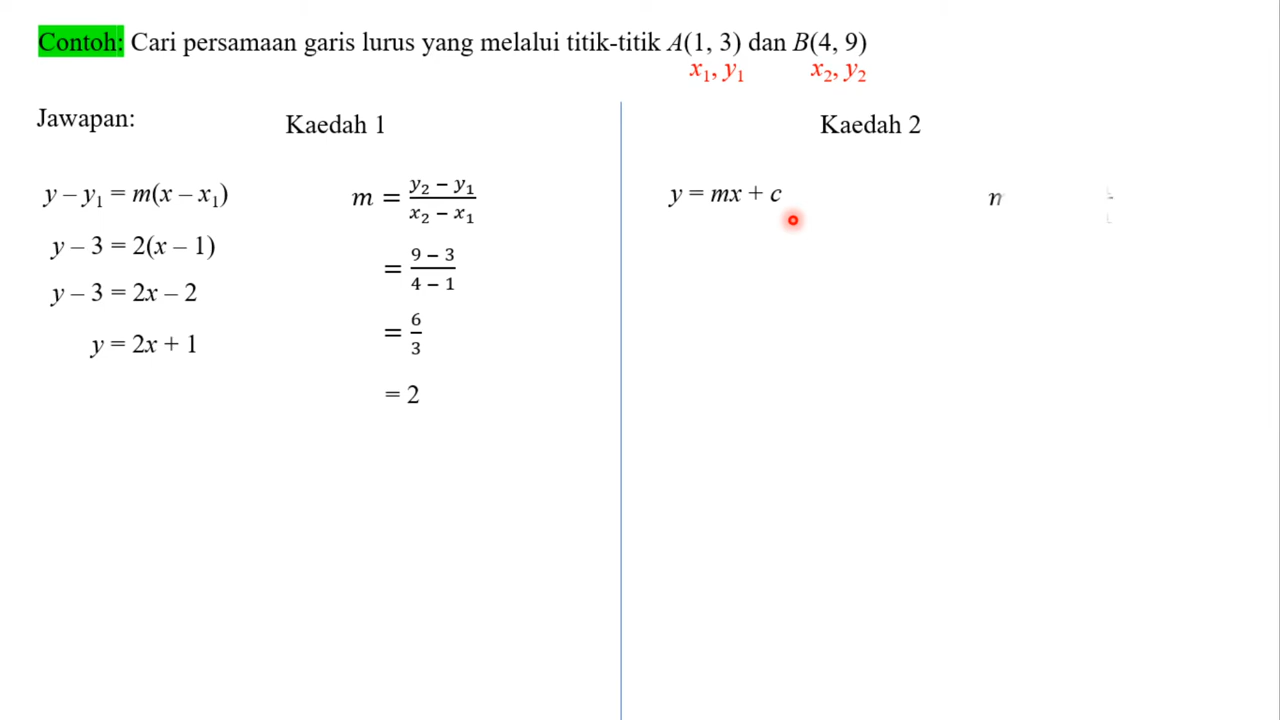 Contoh: Cari persamaan garis lurus yang melalui titik-titik A(1, 3) dan B(4, 9)
x₁, y₁ x₂, y₂
Jawapan:
Kaedah 1
y – y₁ = m(x – x₁)
y – 3 = 2(x – 1)
y – 3 = 2x – 2
y = 2x + 1
m = (y₂ − y₁)/(x₂ − x₁)
= (9 − 3)/(4 − 1)
= 6/3
= 2
Kaedah 2
y = mx + c